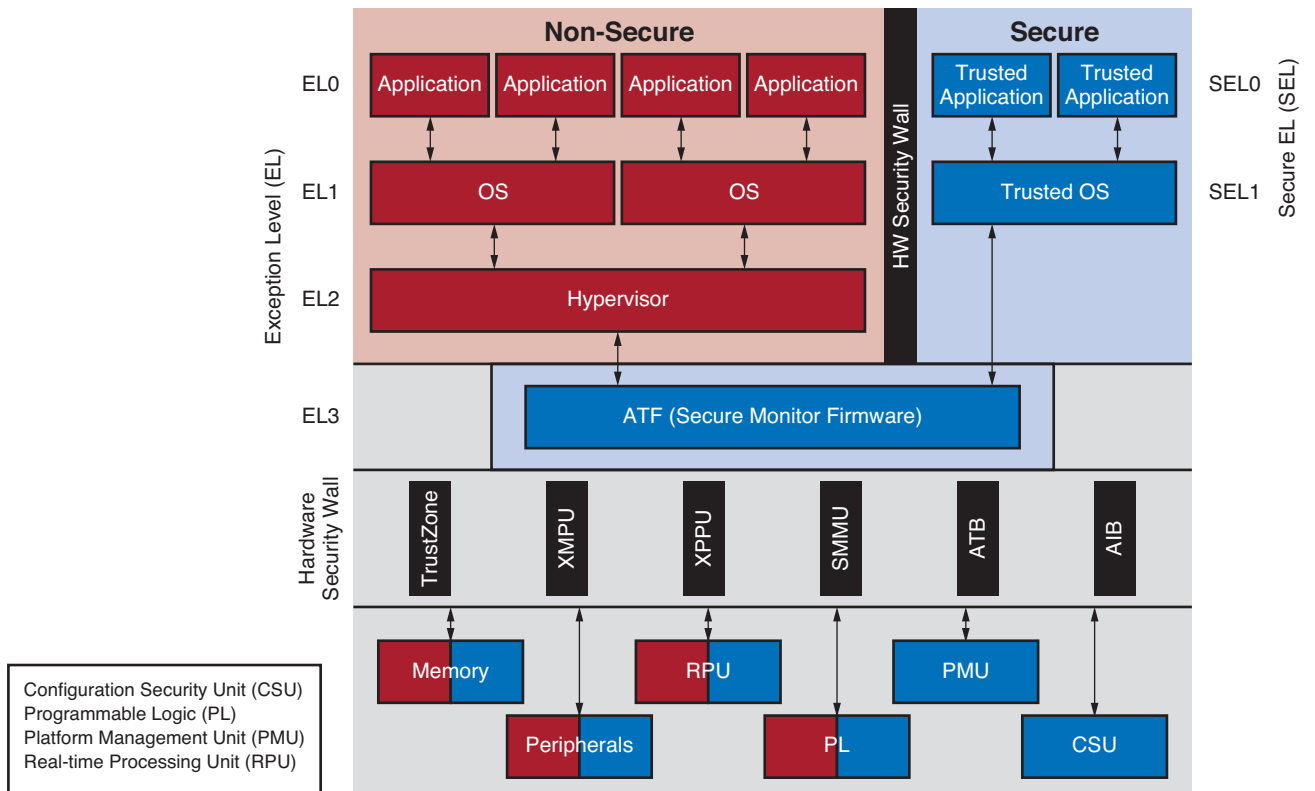 Non-Secure
Secure
EL0
Application
Application
Application
Application
Trusted
Application
Trusted
Application
SEL0
Secure EL (SEL)
HW Security Wall
Exception Level (EL)
EL1
OS
OS
Trusted OS
SEL1
EL2
Hypervisor
EL3
ATF (Secure Monitor Firmware)
Hardware
Security Wall
TrustZone
XMPU
XPPU
SMMU
ATB
AIB
Memory
RPU
PMU
Peripherals
PL
CSU
Configuration Security Unit (CSU)
Programmable Logic (PL)
Platform Management Unit (PMU)
Real-time Processing Unit (RPU)